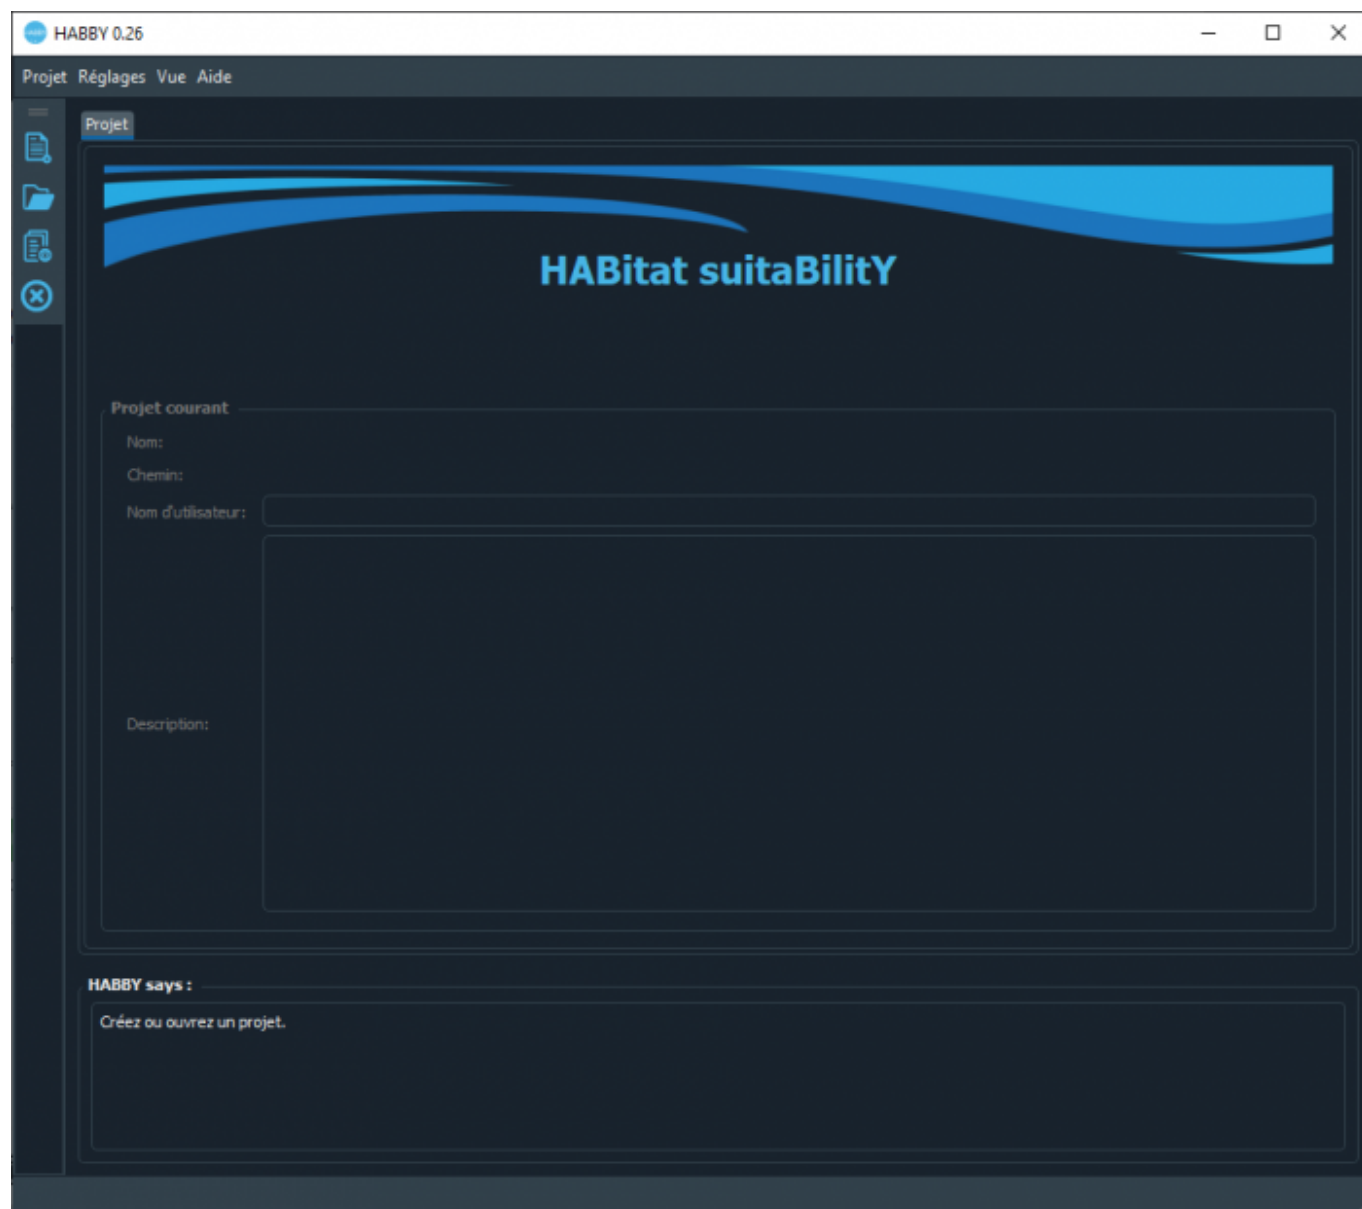 HABBY 0.26
Projet Réglages Vue Aide
Projet
HABitat suitaBilitY
Projet courant
Nom:
Chemin:
Nom d'utilisateur:
Description:
HABBY says :
Créez ou ouvrez un projet.